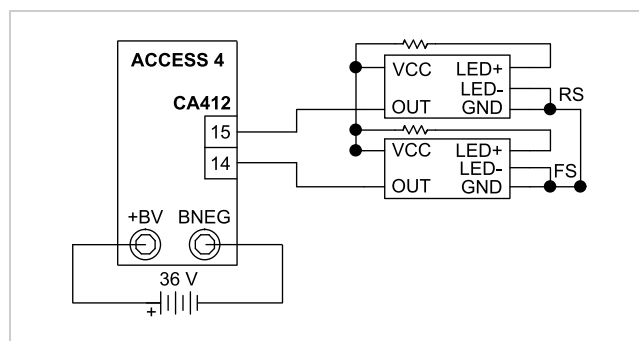 ACCESS 4
CA412
15
14
+BV BNEG
36 V
+
VCC LED+
LED-
OUT GND
RS
VCC LED+
LED-
OUT GND
FS